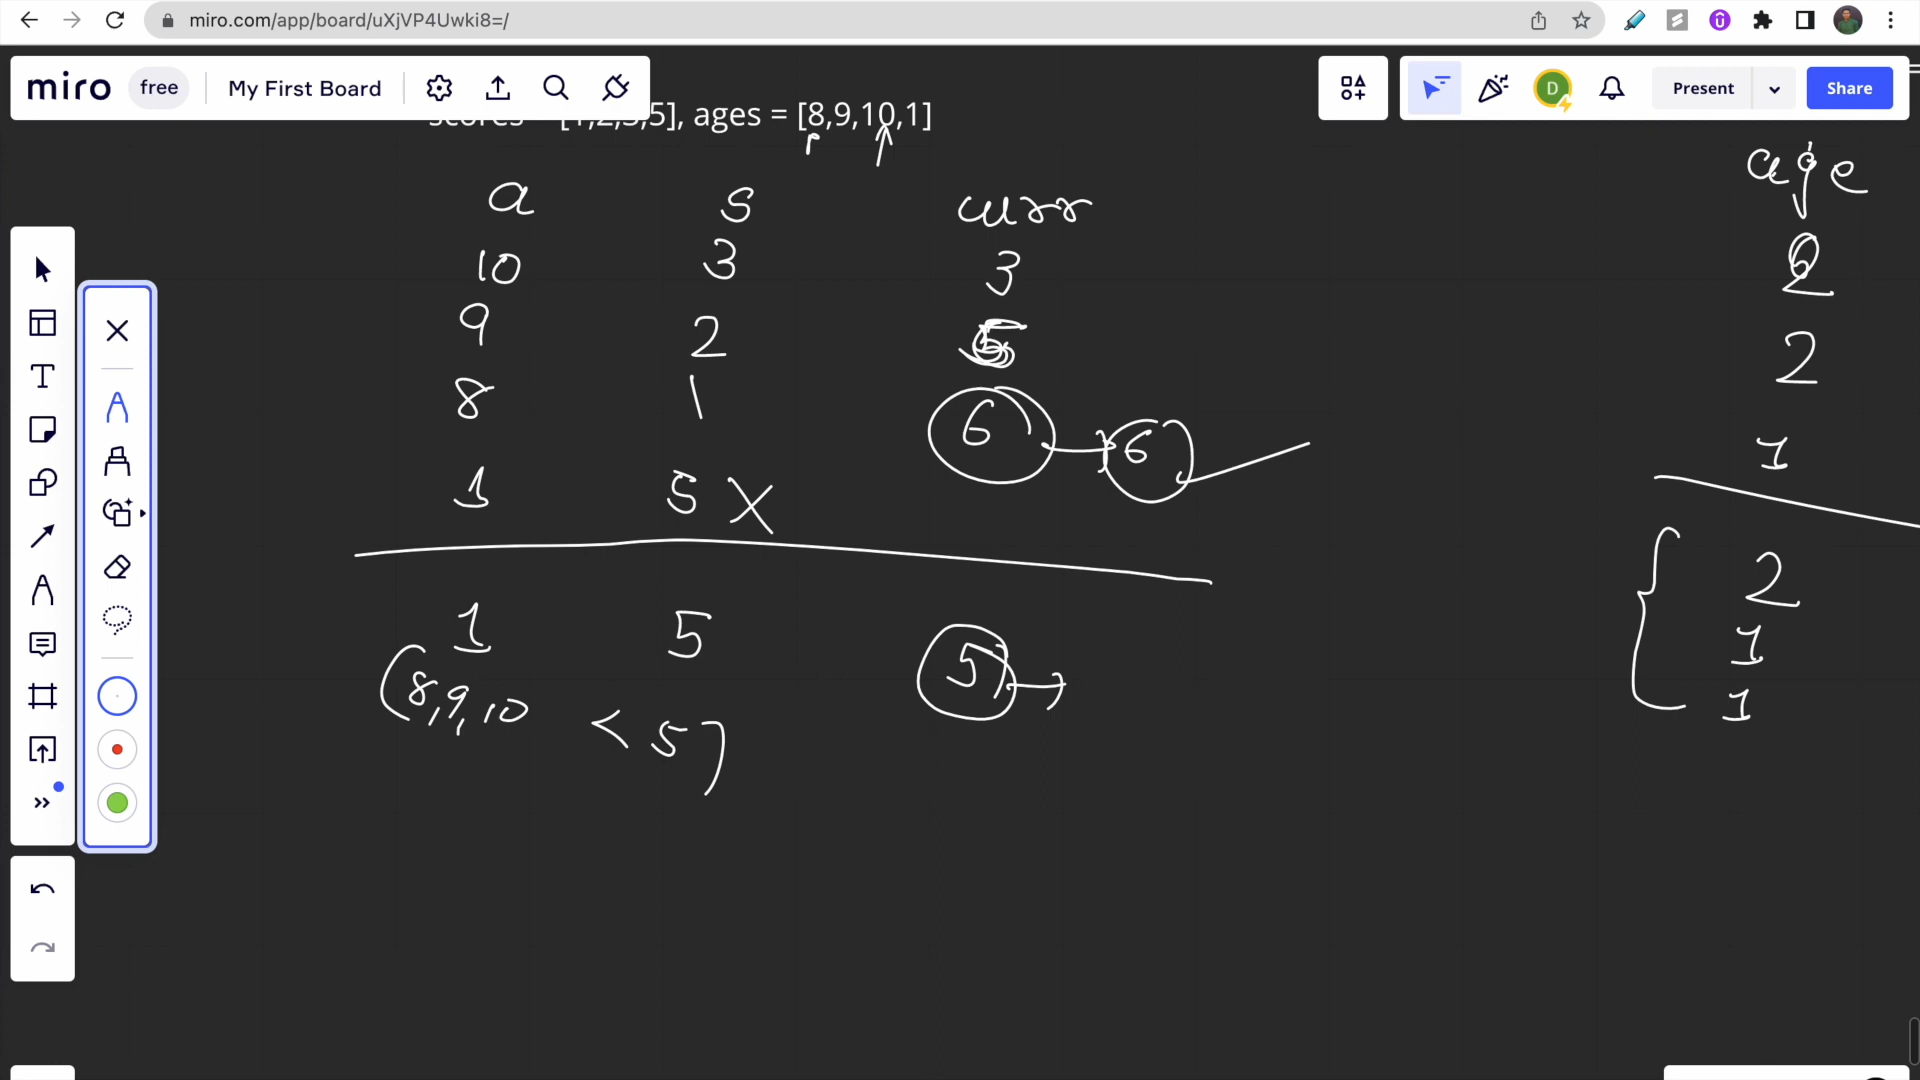 miro.com/app/board/uXjVP4Uwki8=/
miro free My First Board
D Present Share
,5], ages = [8,9,10,1]
a s curr
10 3 3
9 2 5
8 1 6 6
1 5 X
1 5 5
(8,9,10 < 5)
age
2
2
1
2
1
1
T